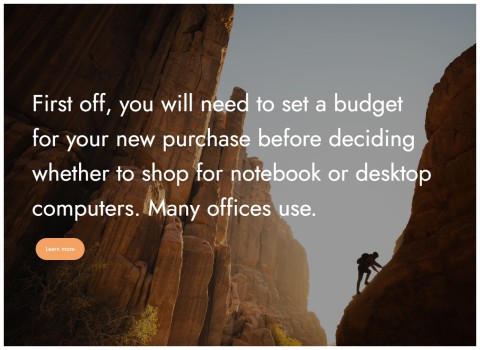 First off, you will need to set a budget
for your new purchase before deciding
whether to shop for notebook or desktop
computers. Many offices use.
Learn more